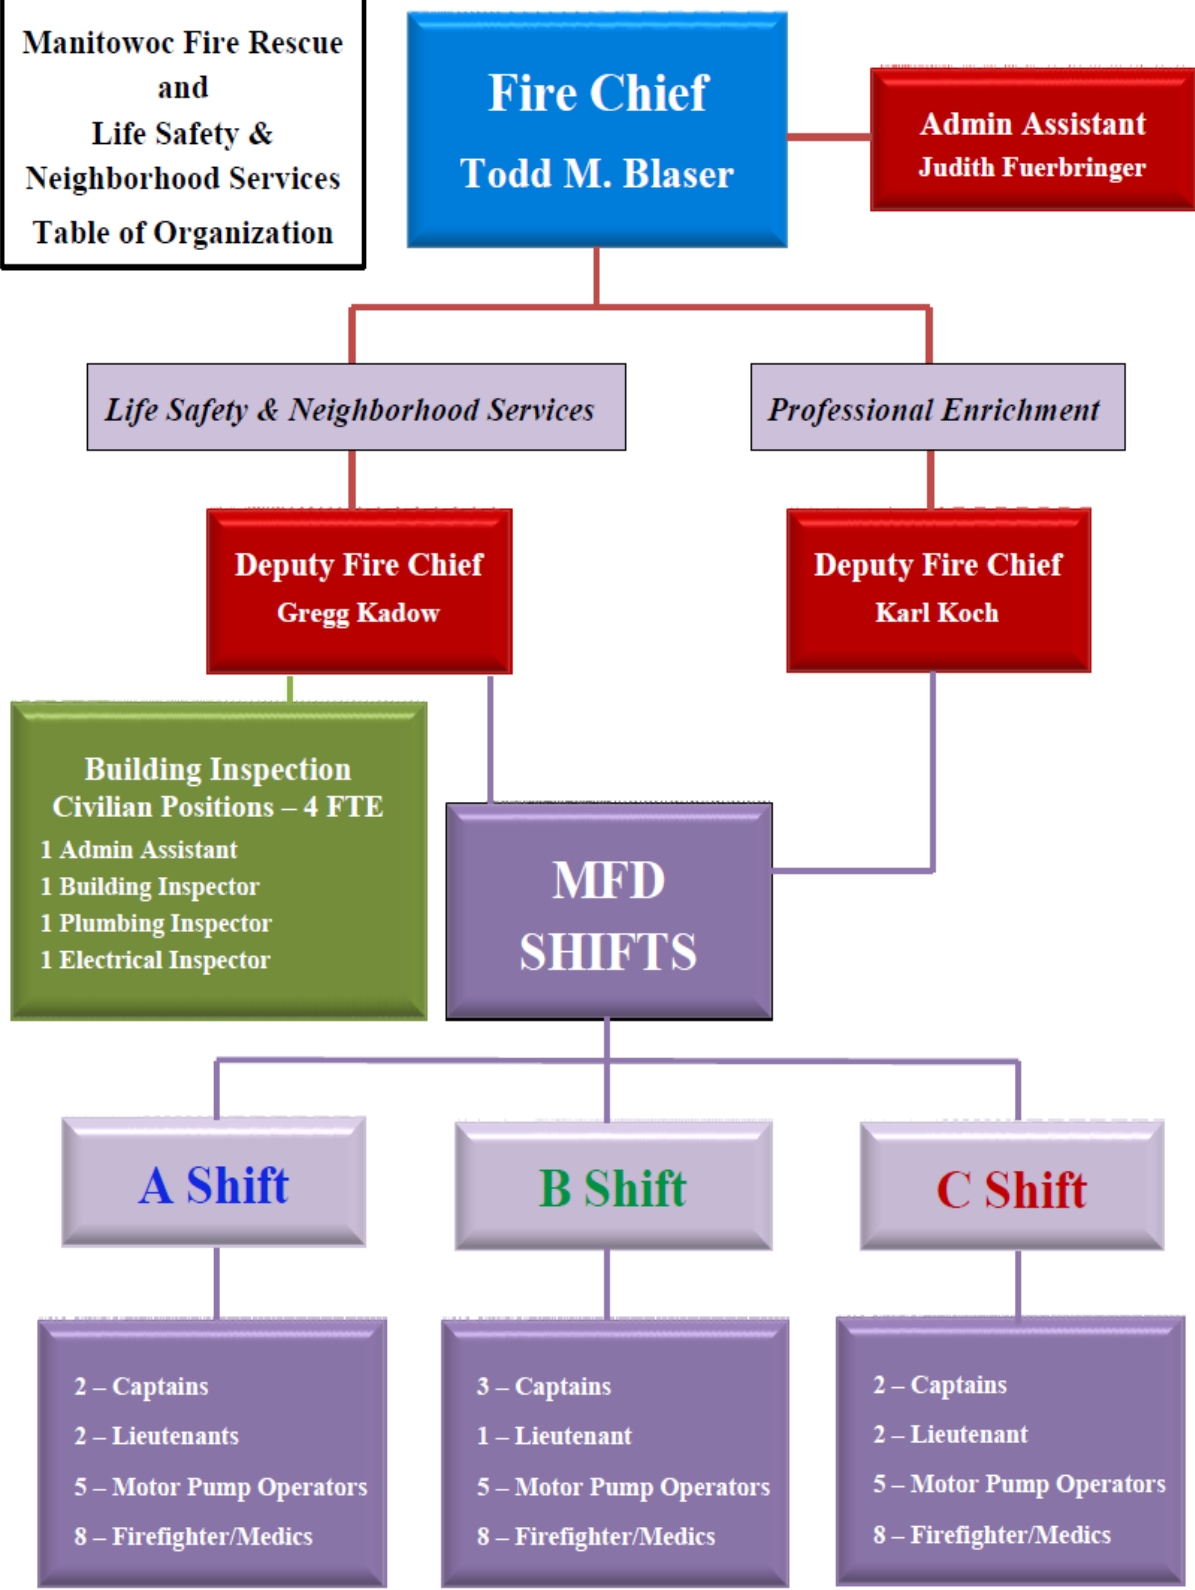 Manitowoc Fire Rescue
and
Life Safety &
Neighborhood Services
Table of Organization
Fire Chief
Todd M. Blaser
Admin Assistant
Judith Fuerbringer
Life Safety & Neighborhood Services
Professional Enrichment
Deputy Fire Chief
Gregg Kadow
Deputy Fire Chief
Karl Koch
Building Inspection
Civilian Positions – 4 FTE
1 Admin Assistant
1 Building Inspector
1 Plumbing Inspector
1 Electrical Inspector
MFD
SHIFTS
A Shift
B Shift
C Shift
2 – Captains
2 – Lieutenants
5 – Motor Pump Operators
8 – Firefighter/Medics
3 – Captains
1 – Lieutenant
5 – Motor Pump Operators
8 – Firefighter/Medics
2 – Captains
2 – Lieutenant
5 – Motor Pump Operators
8 – Firefighter/Medics